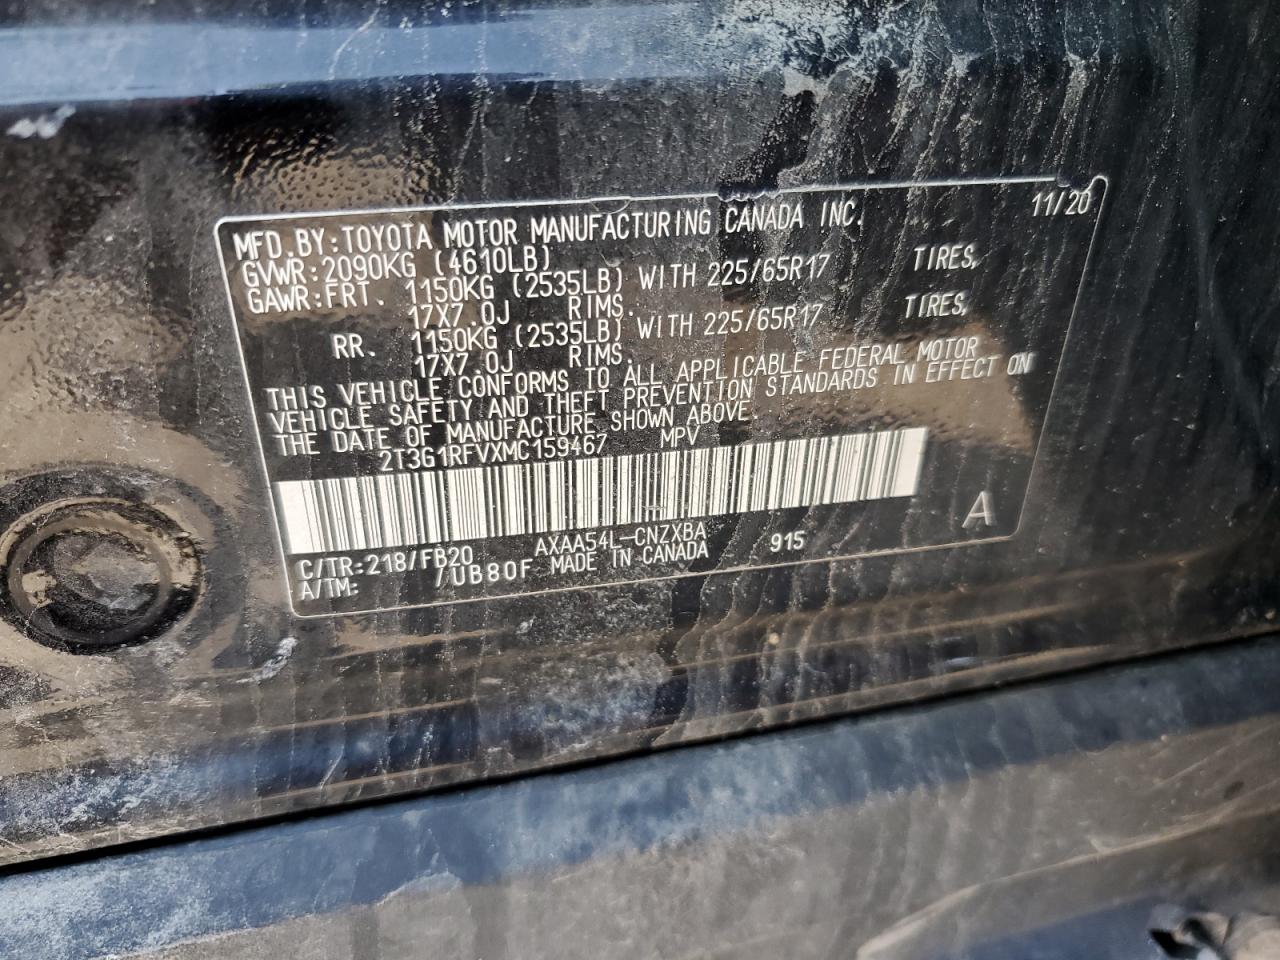 11/20
MFD.BY:TOYOTA MOTOR MANUFACTURING CANADA INC.
GVWR:2090KG (4610LB)
GAWR:FRT. 1150KG (2535LB) WITH 225/65R17 TIRES,
17X7.0J RIMS.
RR. 1150KG (2535LB) WITH 225/65R17 TIRES,
17X7.0J RIMS.
THIS VEHICLE CONFORMS TO ALL APPLICABLE FEDERAL MOTOR
VEHICLE SAFETY AND THEFT PREVENTION STANDARDS IN EFFECT ON
THE DATE OF MANUFACTURE SHOWN ABOVE.
2T3G1RFVXMC159467 MPV
A
C/TR:218/FB20 AXAA54L-CNZXBA 915
A/TM: /UB80F MADE IN CANADA